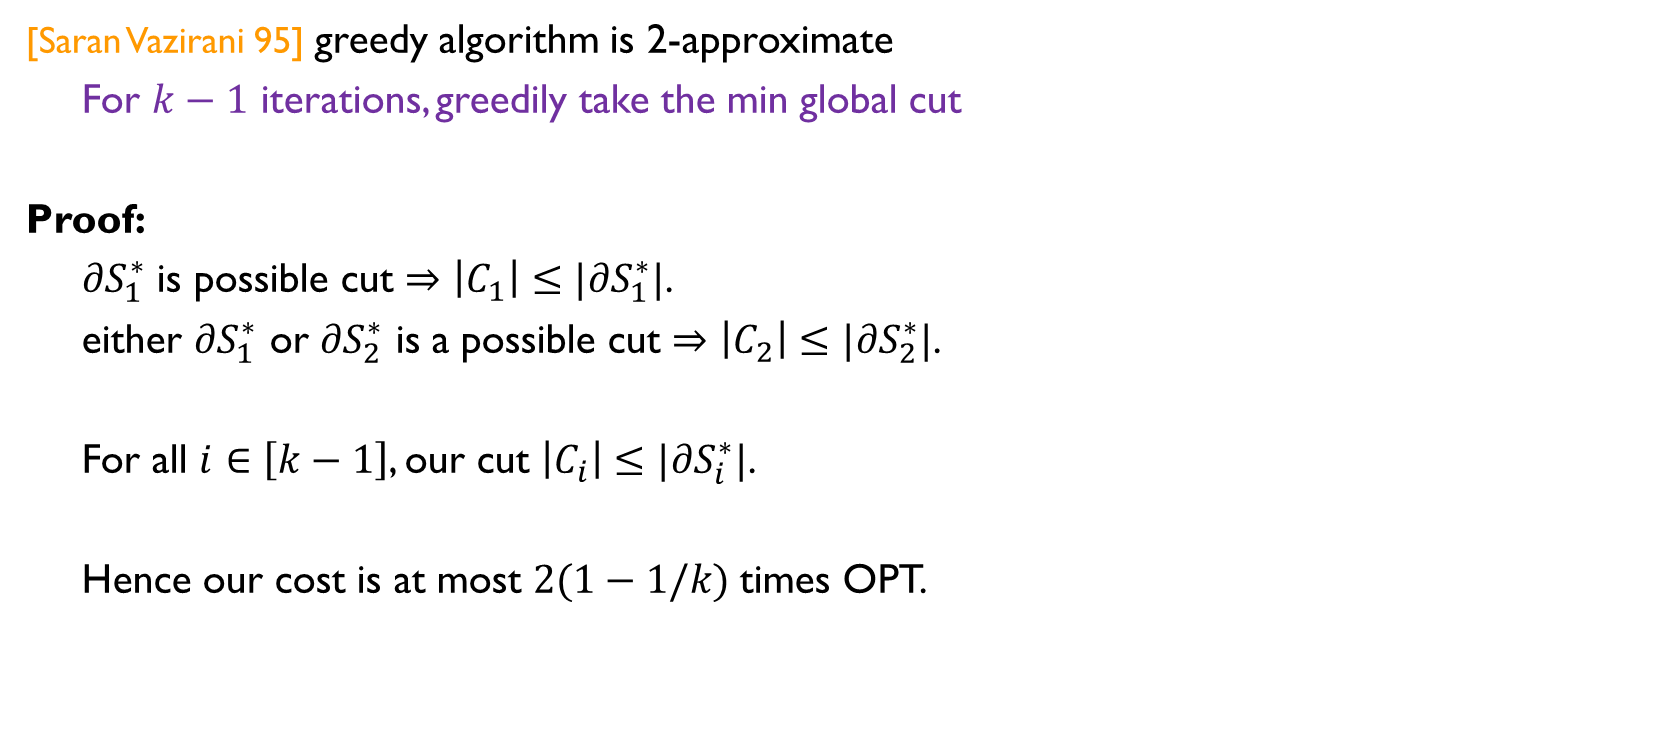 [Saran Vazirani 95] greedy algorithm is 2-approximate
For k − 1 iterations, greedily take the min global cut
Proof:
∂S₁* is possible cut ⇒ |C₁| ≤ |∂S₁*|.
either ∂S₁* or ∂S₂* is a possible cut ⇒ |C₂| ≤ |∂S₂*|.
For all i ∈ [k − 1], our cut |Cᵢ| ≤ |∂Sᵢ*|.
Hence our cost is at most 2(1 − 1/k) times OPT.